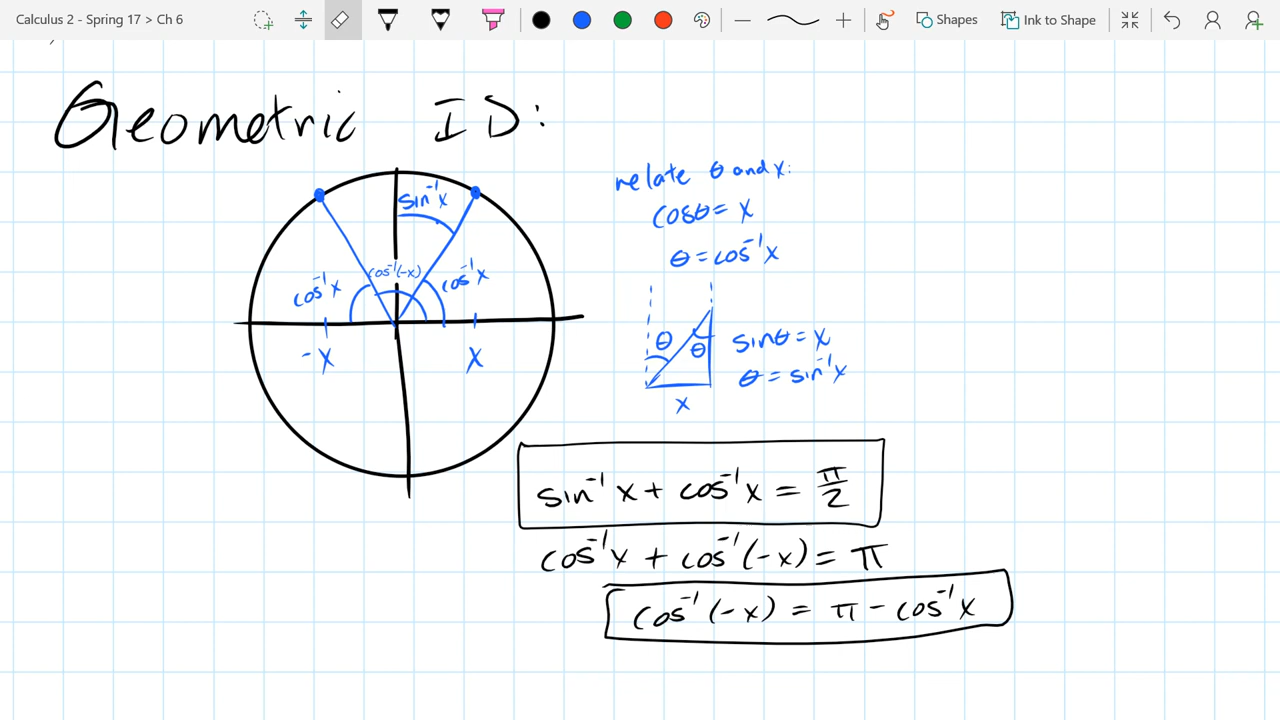 Calculus 2 - Spring 17 > Ch 6
Shapes
Ink to Shape
Geometric ID:
sin⁻¹x
cos⁻¹(-x)
cos⁻¹x
cos⁻¹x
-x
x
relate θ and x:
cosθ = x
θ = cos⁻¹x
θ
θ
x
sinθ = x
θ = sin⁻¹x
sin⁻¹x + cos⁻¹x = π/2
cos⁻¹x + cos⁻¹(-x) = π
cos⁻¹(-x) = π - cos⁻¹x